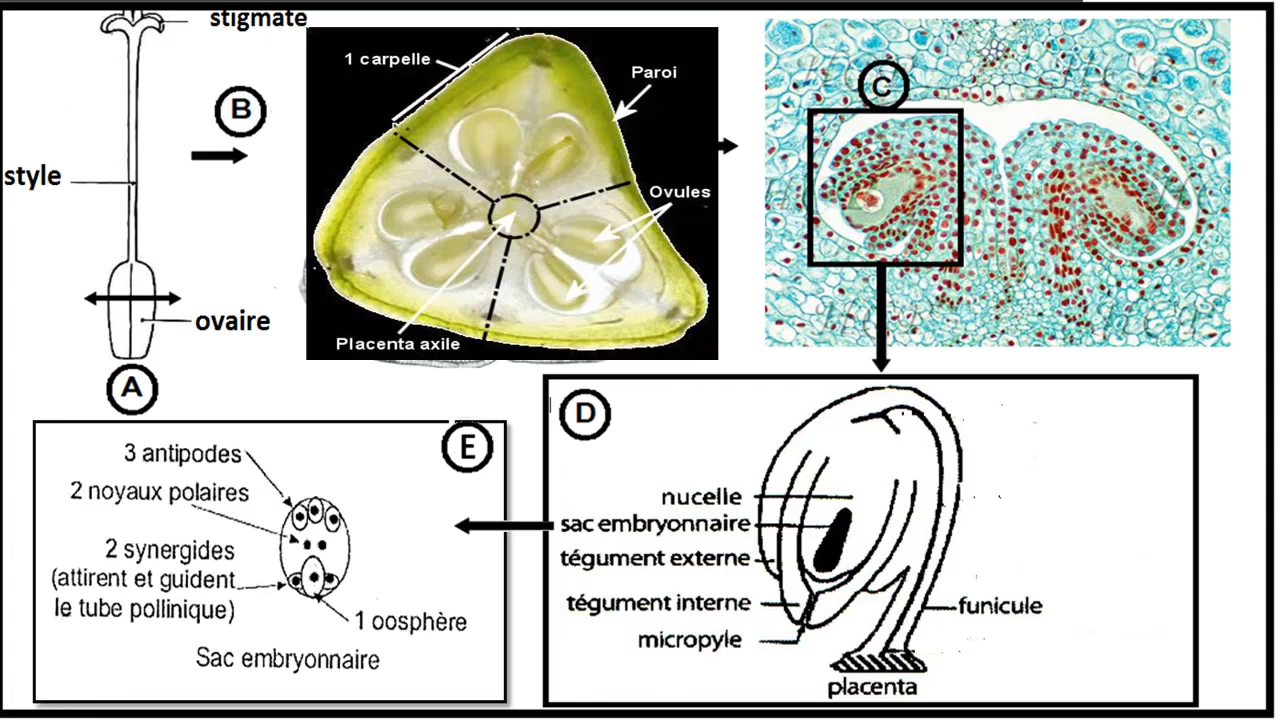 stigmate
style
ovaire
A
B
1 carpelle
Paroi
Ovules
Placenta axile
C
D
nucelle
sac embryonnaire
tégument externe
tégument interne
micropyle
funicule
placenta
E
3 antipodes
2 noyaux polaires
2 synergides
(attirent et guident
le tube pollinique)
1 oosphère
Sac embryonnaire